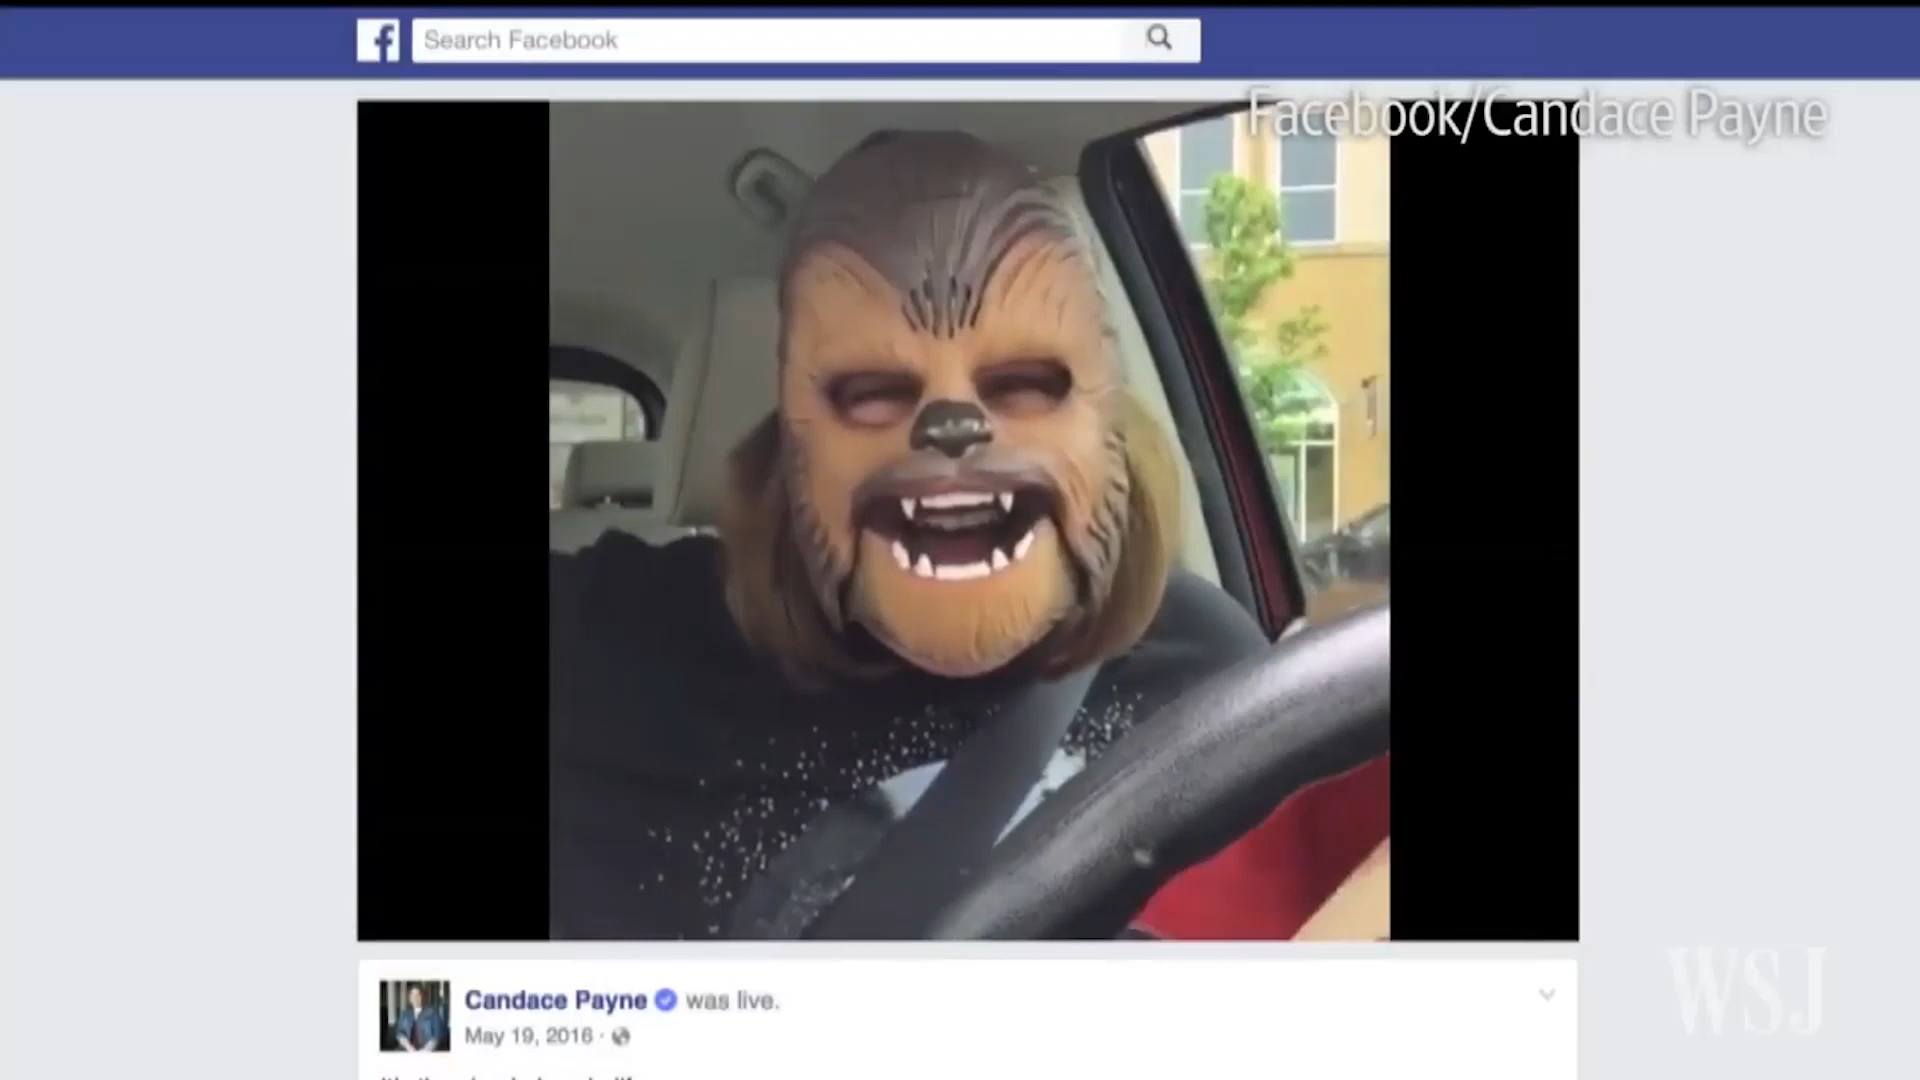 f Search Facebook
Facebook/Candace Payne
Candace Payne was live.
May 19, 2016 ·
WSJ